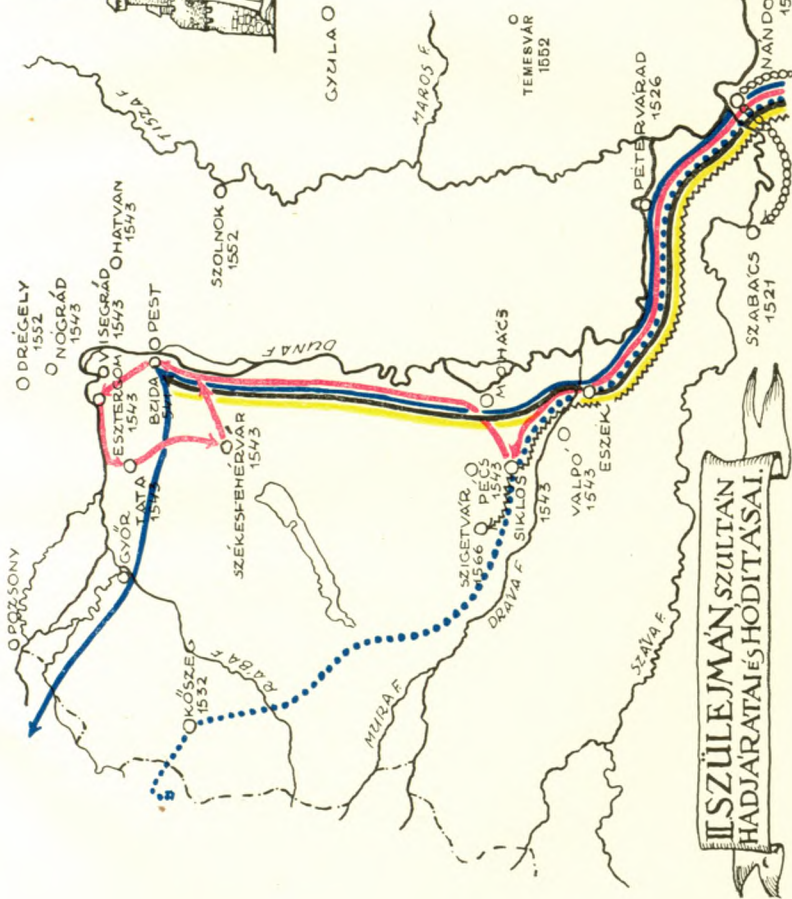 GYULA
TEMESVÁR
1552
MAROS F.
TISZA F.
PÉTERVÁRAD
1526
HATVAN
1543
SZOLNOK
1552
DRÉGELY
1552
NÓGRÁD
1543
VISEGRÁD
1543
PEST
ESZTERGOM
1543
BUDA
DUNA F.
MOHÁCS
SZABÁCS
1521
TATA
1543
SZÉKESFEHÉRVÁR
1543
GYŐR
POZSONY
SZIGETVÁR
1566
PÉCS
1543
SIKLÓS
1543
VALPÓ
1543
ESZÉK
DRÁVA F.
KŐSZEG
1532
RÁBA F.
MURA F.
SZÁVA F.
II. SZÜLEJMÁN, SZULTÁN
HADJÁRATAI ÉS HÓDITÁSAI.